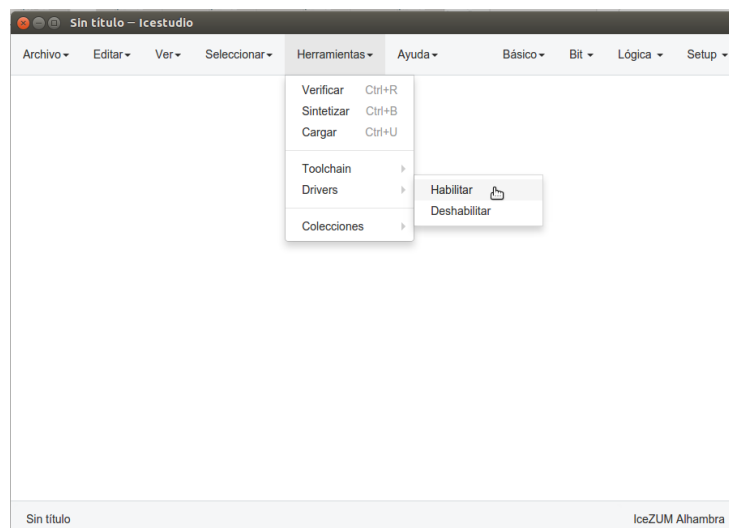 Sin título – Icestudio
Archivo Editar Ver Seleccionar Herramientas Ayuda Básico Bit Lógica Setup
Verificar Ctrl+R
Sintetizar Ctrl+B
Cargar Ctrl+U
Toolchain
Drivers
Habilitar
Deshabilitar
Colecciones
Sin título IceZUM Alhambra